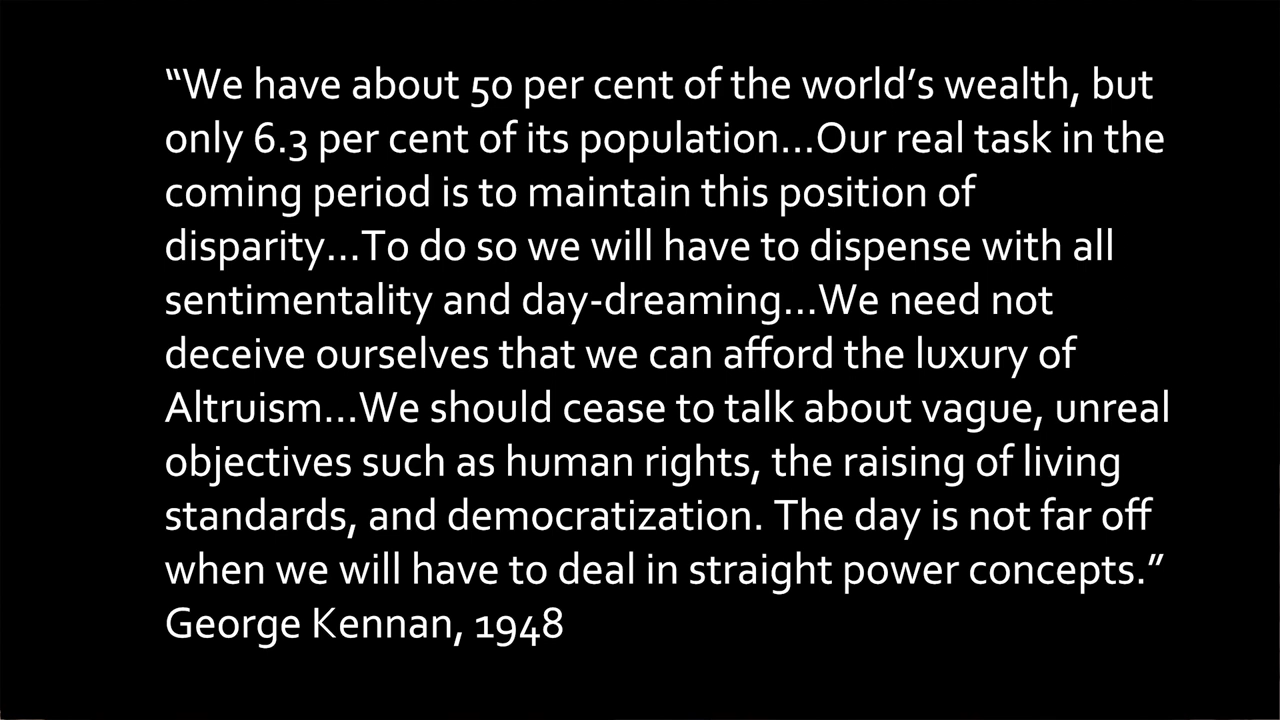 “We have about 50 per cent of the world’s wealth, but
only 6.3 per cent of its population...Our real task in the
coming period is to maintain this position of
disparity...To do so we will have to dispense with all
sentimentality and day-dreaming...We need not
deceive ourselves that we can afford the luxury of
Altruism...We should cease to talk about vague, unreal
objectives such as human rights, the raising of living
standards, and democratization. The day is not far off
when we will have to deal in straight power concepts.”
George Kennan, 1948